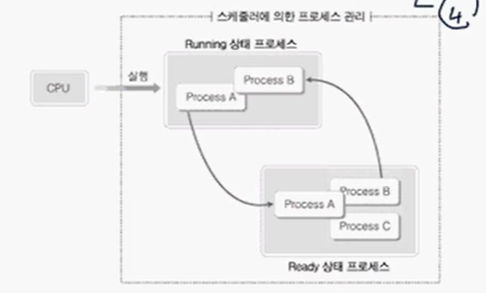 ④
스케줄러에 의한 프로세스 관리
Running 상태 프로세스
CPU
실행
Process B
Process A
Process B
Process A
Process C
Ready 상태 프로세스